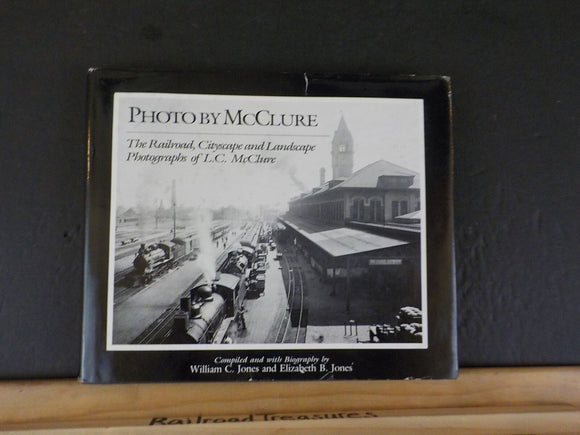 PHOTO BY MCCLURE
The Railroad, Cityscape and Landscape
Photographs of L.C. McClure
Compiled and with Biography by
William C. Jones and Elizabeth B. Jones
Railroad Treasures